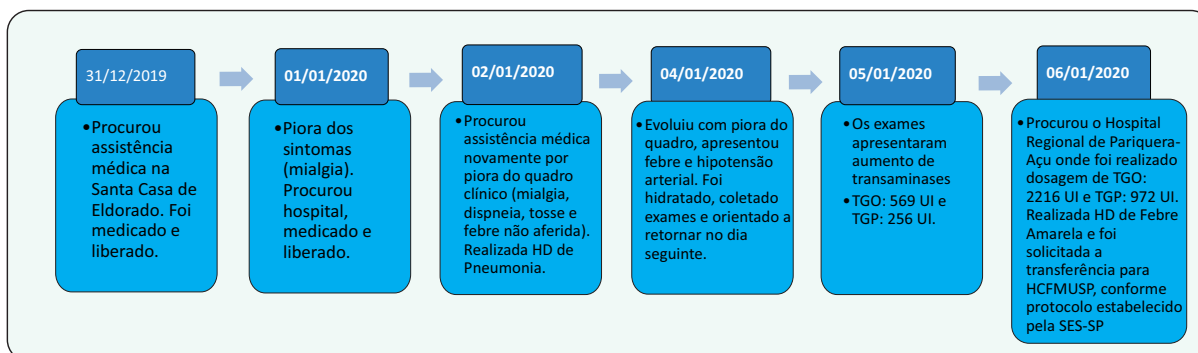 31/12/2019
•Procurou
assistência
médica na
Santa Casa de
Eldorado. Foi
medicado e
liberado.
01/01/2020
•Piora dos
sintomas
(mialgia).
Procurou
hospital,
medicado e
liberado.
02/01/2020
•Procurou
assistência médica
novamente por
piora do quadro
clínico (mialgia,
dispneia, tosse e
febre não aferida).
Realizada HD de
Pneumonia.
04/01/2020
•Evoluiu com piora do
quadro, apresentou
febre e hipotensão
arterial. Foi
hidratado, coletado
exames e orientado a
retornar no dia
seguinte.
05/01/2020
•Os exames
apresentaram
aumento de
transaminases
•TGO: 569 UI e
TGP: 256 UI.
06/01/2020
•Procurou o Hospital
Regional de Pariquera-
Açu onde foi realizado
dosagem de TGO:
2216 UI e TGP: 972 UI.
Realizada HD de Febre
Amarela e foi
solicitada a
transferência para
HCFMUSP, conforme
protocolo estabelecido
pela SES-SP